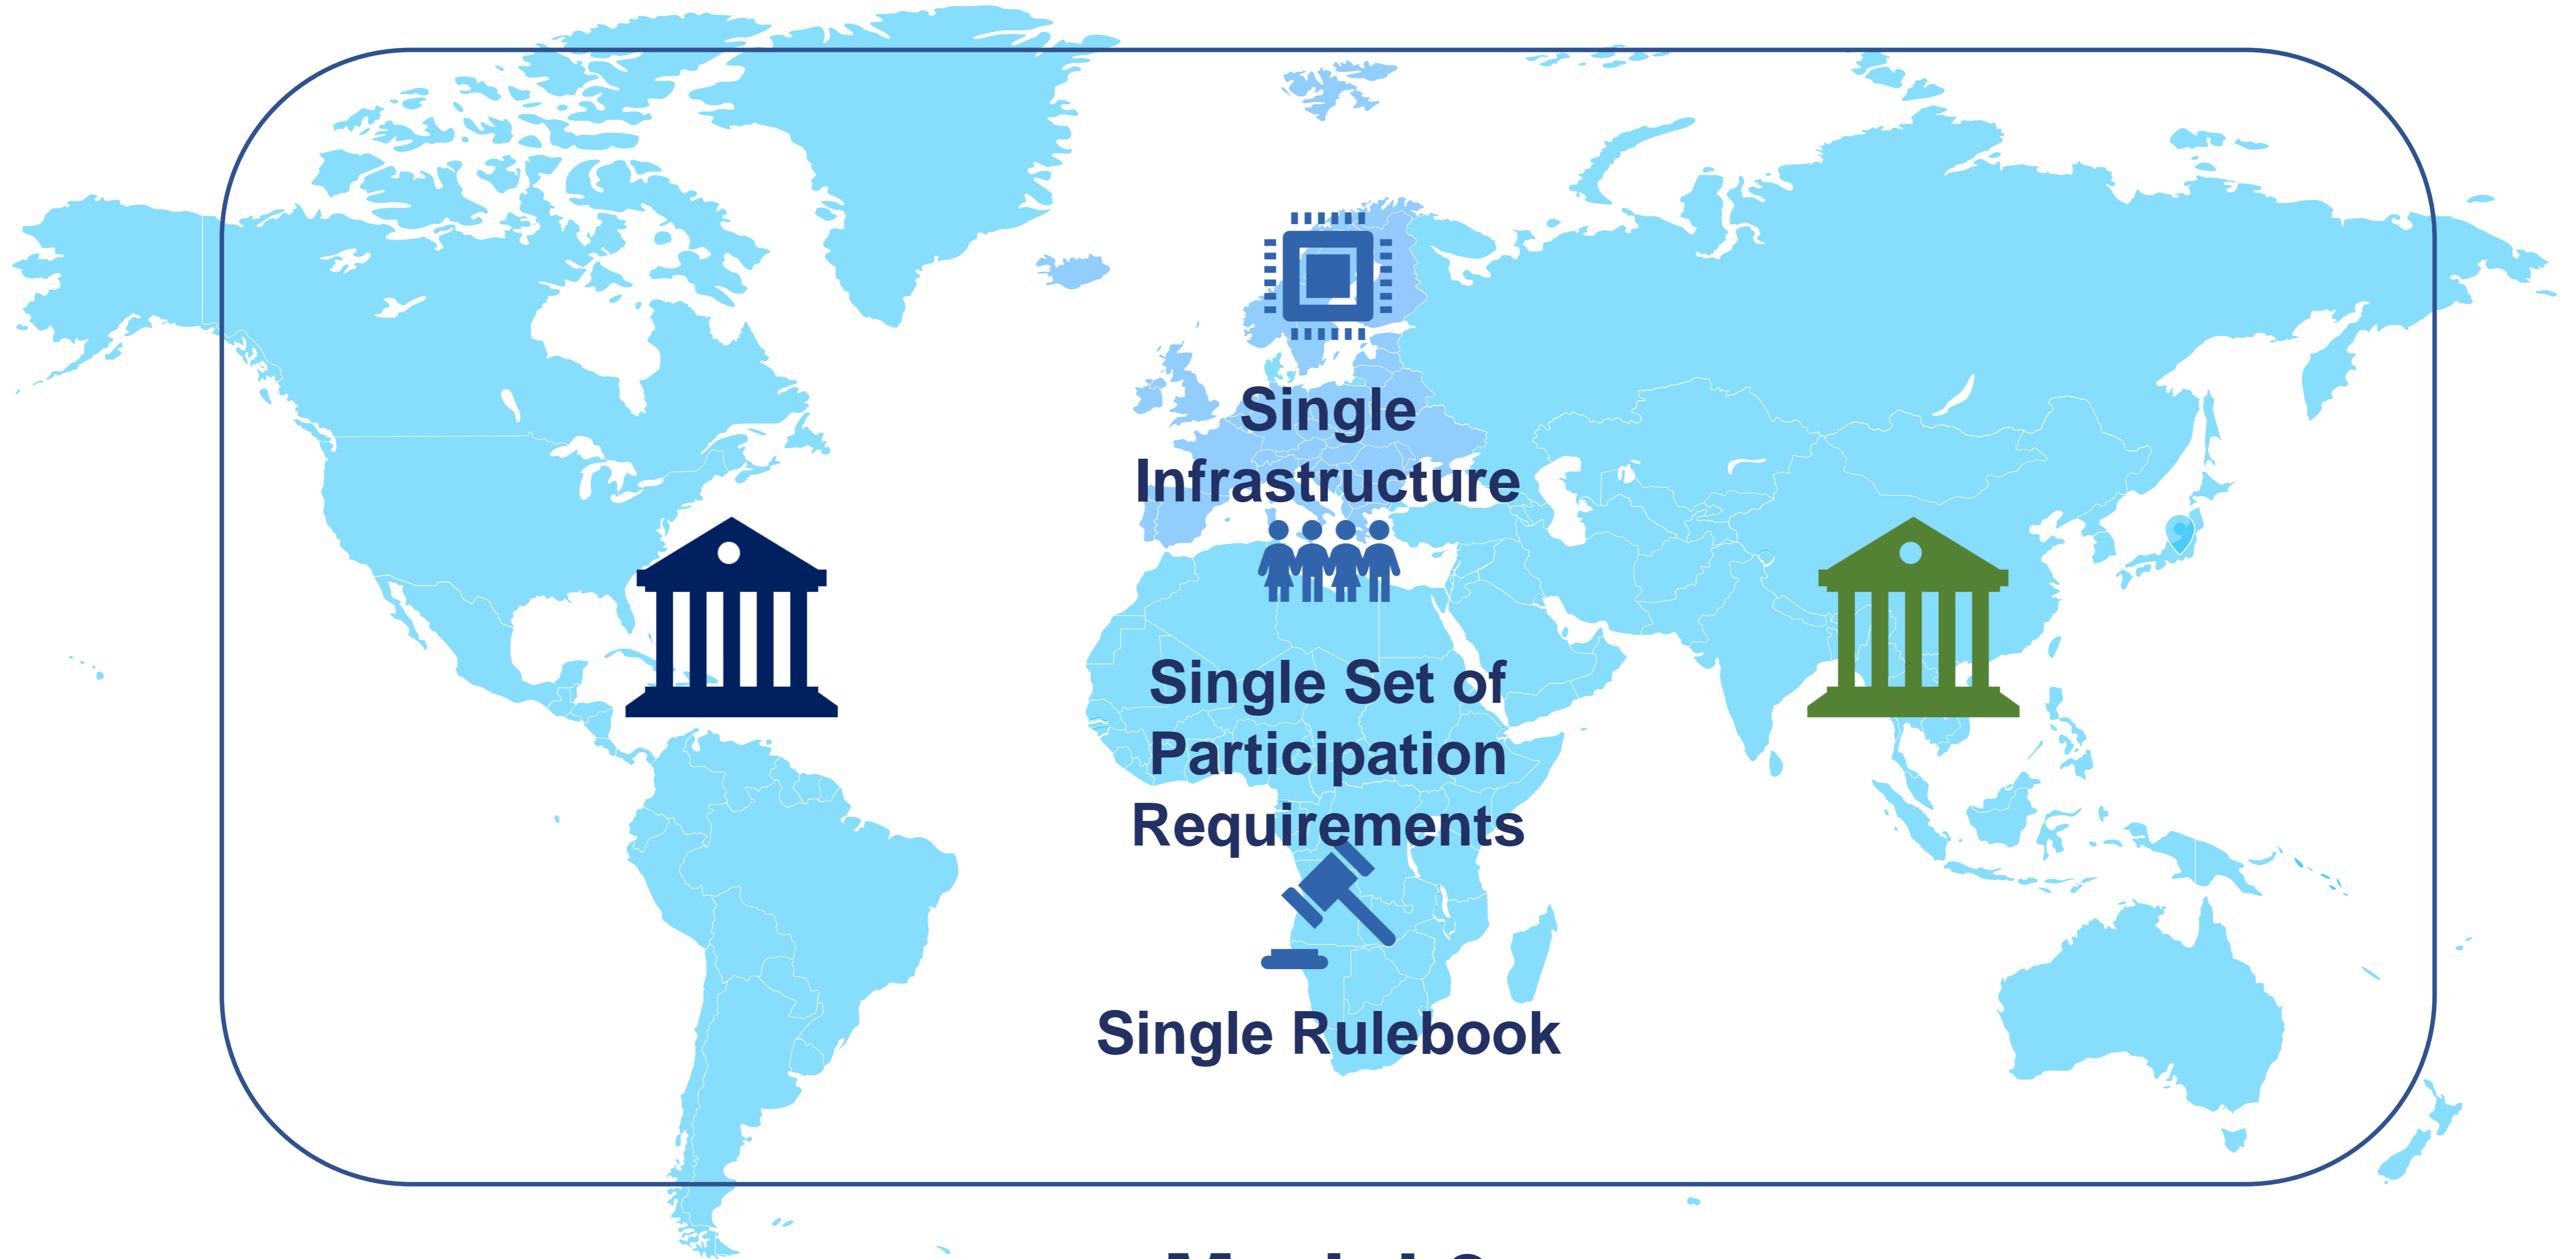 Single
Infrastructure
Single Set of
Participation
Requirements
Single Rulebook